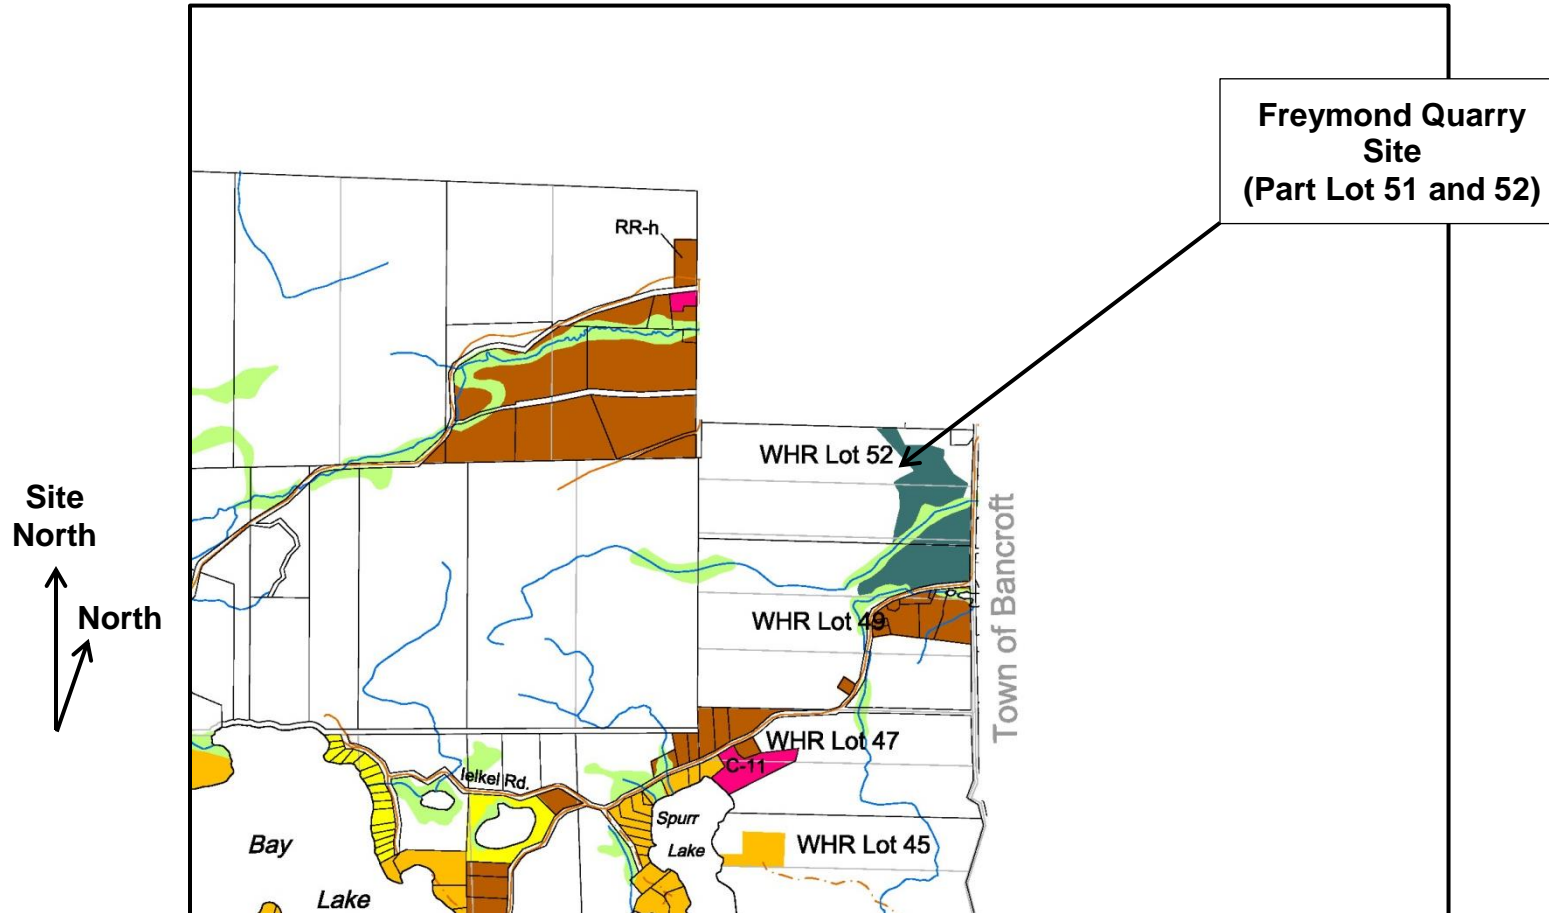 Freymond Quarry
Site
(Part Lot 51 and 52)
RR-h
WHR Lot 52
Site
North
North
Town of Bancroft
WHR Lot 49
WHR Lot 47
C-11
lelkel Rd.
Spurr
Lake
Bay
Lake
WHR Lot 45